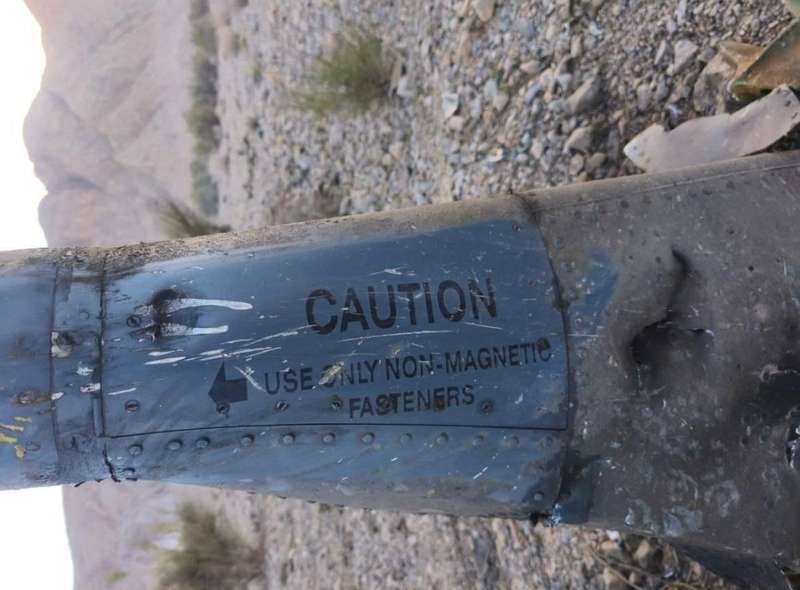 CAUTION
USE ONLY NON-MAGNETIC
FASTENERS